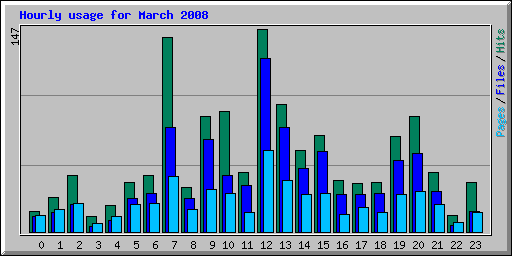 Hourly usage for March 2008
147
Pages / Files / Hits
0 1 2 3 4 5 6 7 8 9 10 11 12 13 14 15 16 17 18 19 20 21 22 23